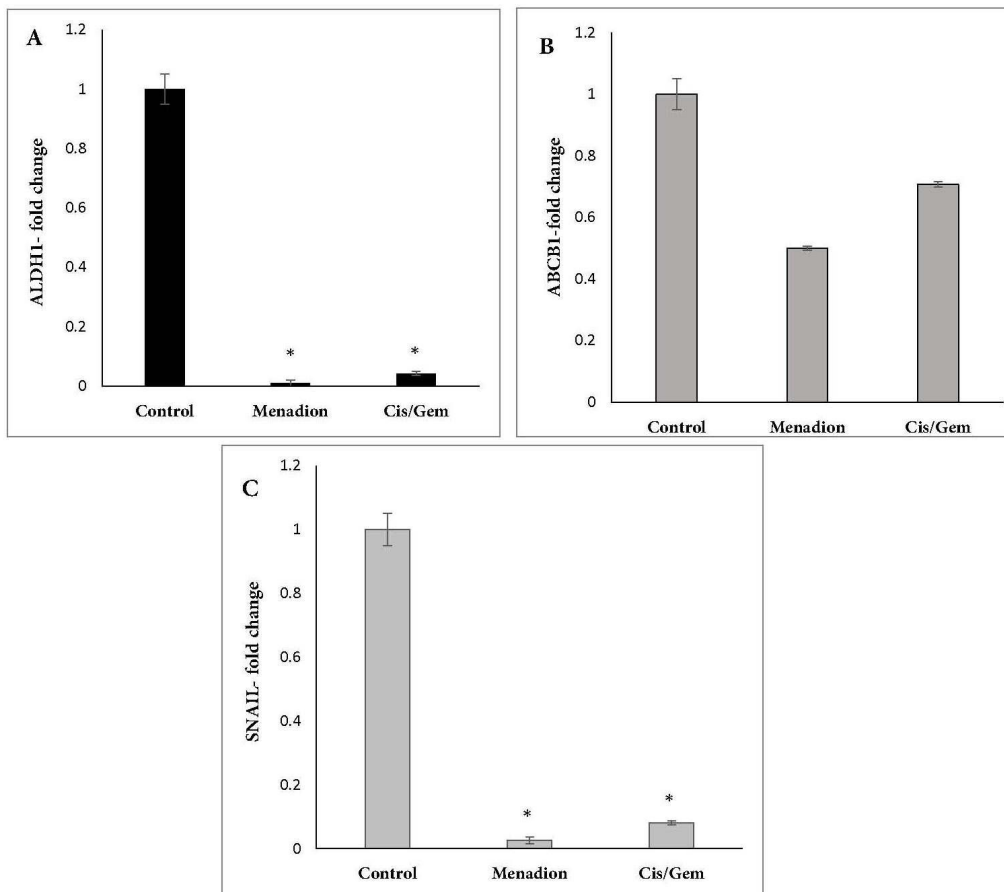 A
ALDH1- fold change
1.2
1
0.8
0.6
0.4
0.2
0
*
*
Control Menadion Cis/Gem
B
ABCB1-fold change
1.2
1
0.8
0.6
0.4
0.2
0
Control Menadion Cis/Gem
C
SNAIL- fold change
1.2
1
0.8
0.6
0.4
0.2
0
*
*
Control Menadion Cis/Gem